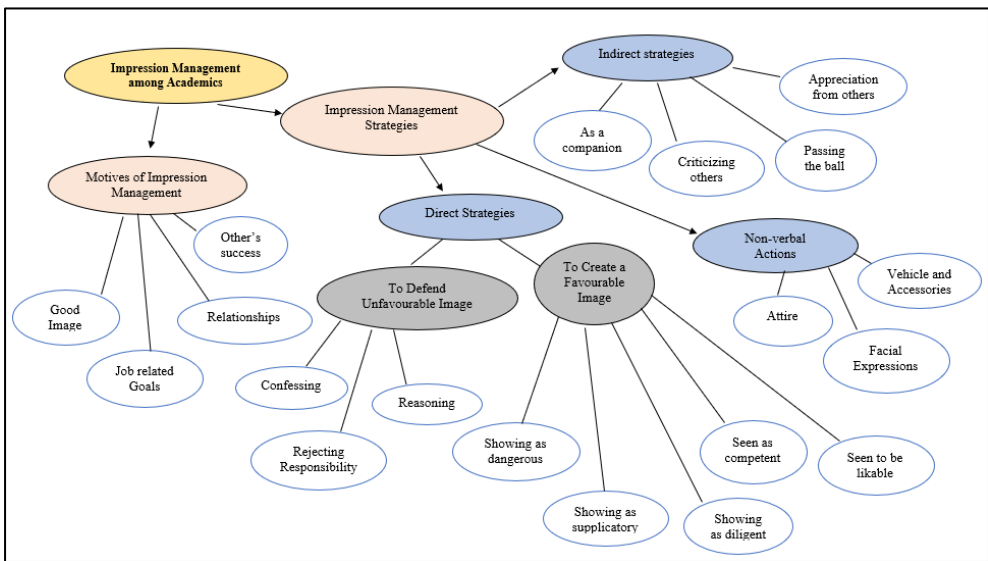 Impression Management
among Academics
Impression Management
Strategies
Indirect strategies
Appreciation
from others
As a
companion
Criticizing
others
Passing
the ball
Motives of Impression
Management
Other's
success
Good
Image
Job related
Goals
Relationships
Direct Strategies
To Defend
Unfavourable Image
Confessing
Rejecting
Responsibility
Reasoning
To Create a
Favourable
Image
Showing as
dangerous
Showing as
supplicatory
Showing
as diligent
Seen as
competent
Seen to be
likable
Non-verbal
Actions
Attire
Facial
Expressions
Vehicle and
Accessories